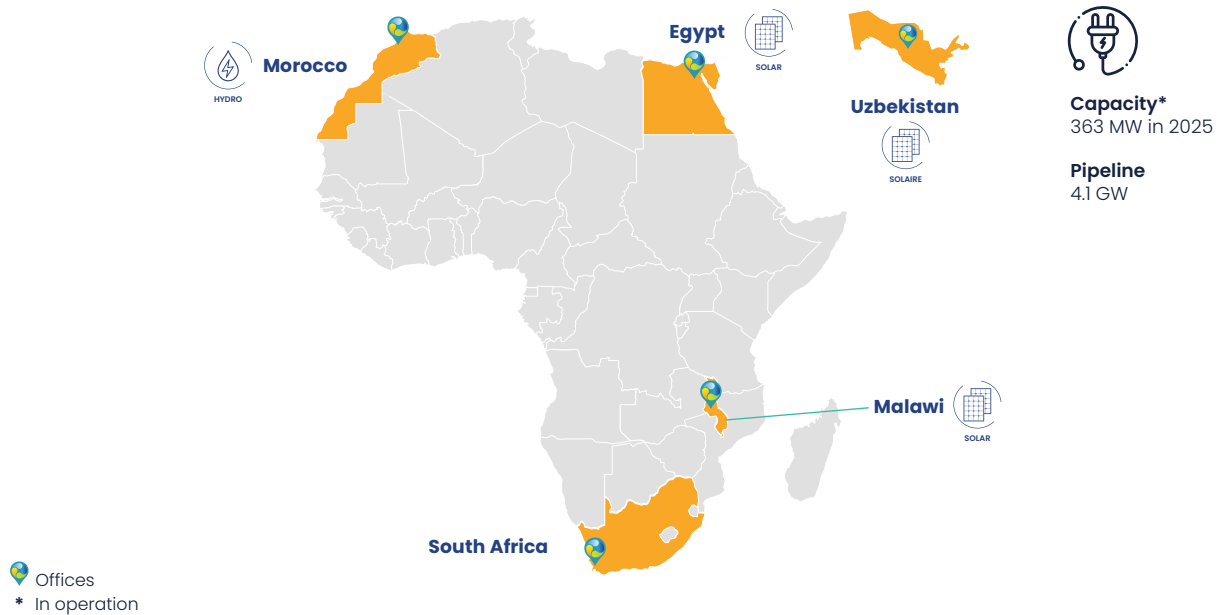 Egypt
SOLAR
Morocco
HYDRO
Uzbekistan
SOLAIRE
Capacity*
363 MW in 2025
Pipeline
4.1 GW
Malawi
SOLAR
South Africa
Offices
* In operation